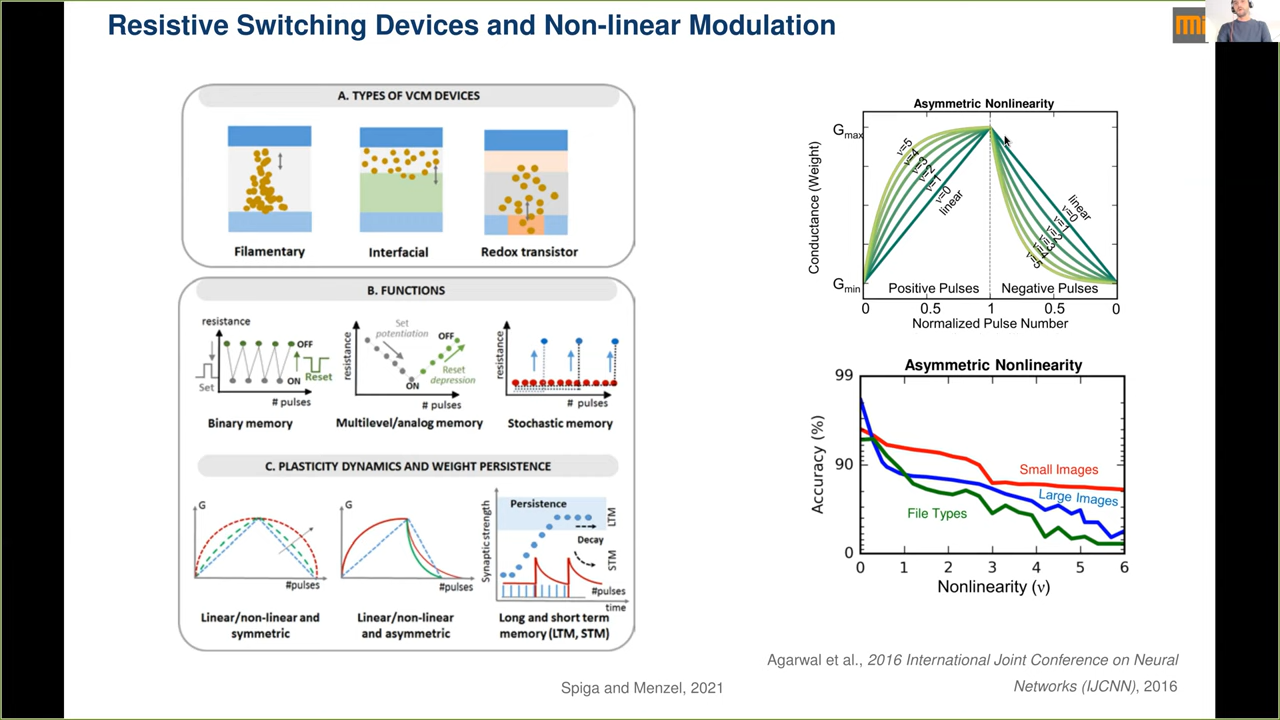 Resistive Switching Devices and Non-linear Modulation
A. TYPES OF VCM DEVICES
Filamentary
Interfacial
Redox transistor
B. FUNCTIONS
resistance
OFF
ON
Set
Reset
# pulses
Binary memory
resistance
Set
potentiation
OFF
ON
Reset
depression
# pulses
Multilevel/analog memory
resistance
# pulses
Stochastic memory
C. PLASTICITY DYNAMICS AND WEIGHT PERSISTENCE
G
#pulses
Linear/non-linear and
symmetric
G
#pulses
Linear/non-linear
and asymmetric
Synaptic strength
Persistence
LTM
Decay
STM
#pulses
time
Long and short term
memory (LTM, STM)
Spiga and Menzel, 2021
Asymmetric Nonlinearity
Conductance (Weight)
Gmax
Gmin
ν=5
ν=1
ν=0
linear
linear
ν=0
Positive Pulses
Negative Pulses
0 0.5 1 0.5 0
Normalized Pulse Number
Asymmetric Nonlinearity
Accuracy (%)
99
90
0
Small Images
Large Images
File Types
0 1 2 3 4 5 6
Nonlinearity (ν)
Agarwal et al., 2016 International Joint Conference on Neural
Networks (IJCNN), 2016